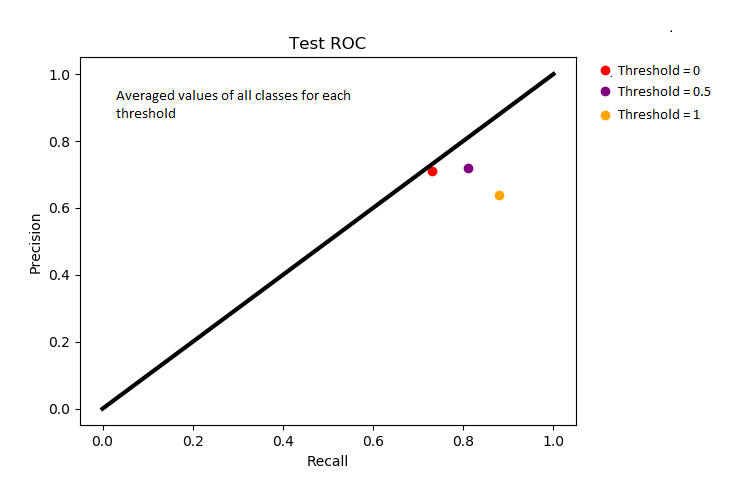 Test ROC
Averaged values of all classes for each
threshold
Threshold = 0
Threshold = 0.5
Threshold = 1
Precision
1.0
0.8
0.6
0.4
0.2
0.0
0.0 0.2 0.4 0.6 0.8 1.0
Recall